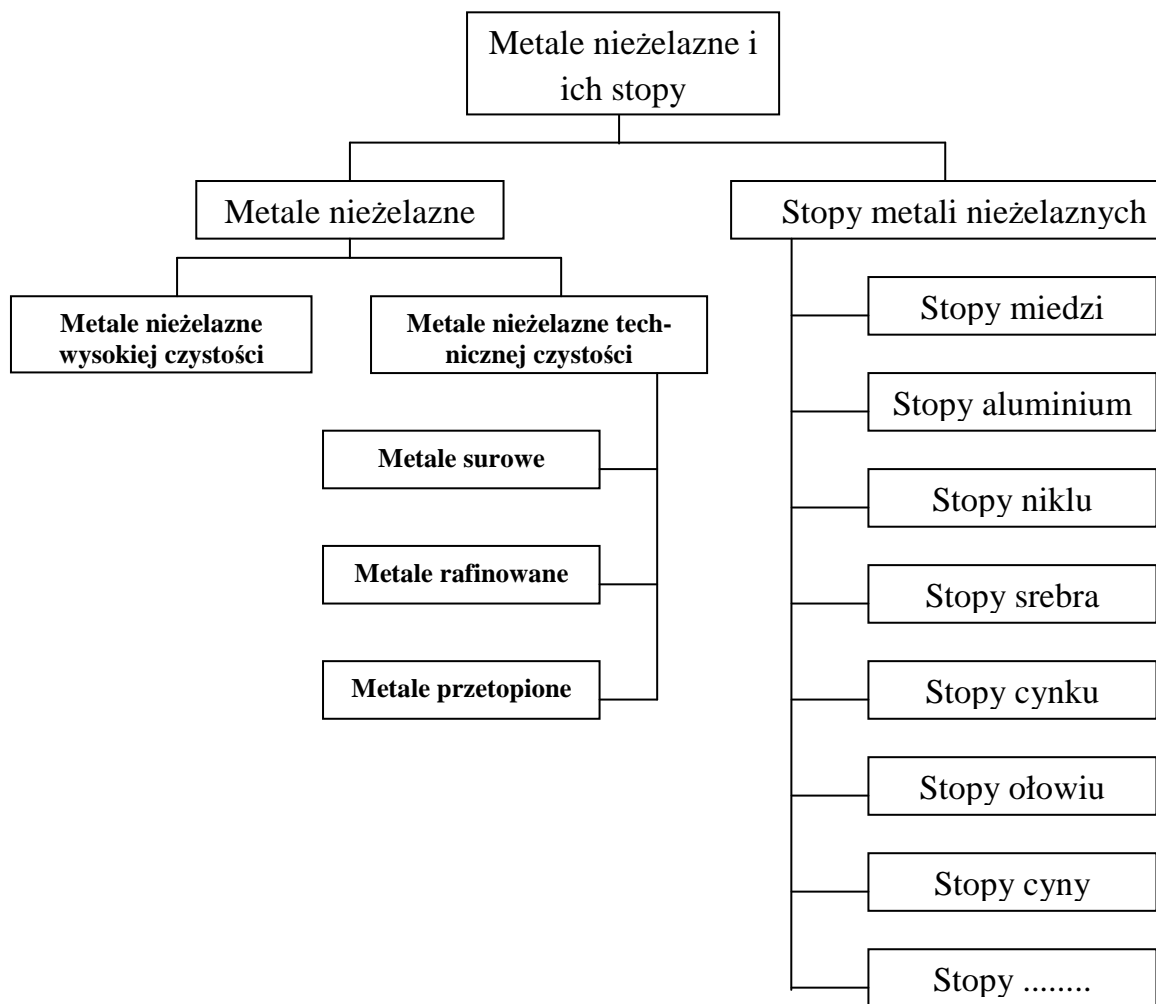 Metale nieżelazne i
ich stopy
Metale nieżelazne
Stopy metali nieżelaznych
Metale nieżelazne
wysokiej czystości
Metale nieżelazne tech-
nicznej czystości
Metale surowe
Metale rafinowane
Metale przetopione
Stopy miedzi
Stopy aluminium
Stopy niklu
Stopy srebra
Stopy cynku
Stopy ołowiu
Stopy cyny
Stopy ........